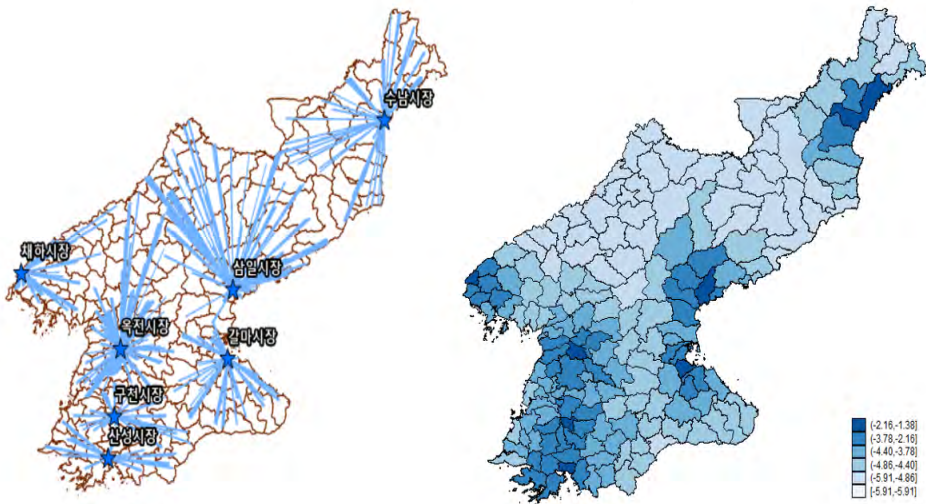 수남시장
채하시장
삼일시장
옥전시장
갈마시장
구천시장
산성시장
(-2.16,-1.38]
(-3.78,-2.16]
(-4.40,-3.78]
(-4.86,-4.40]
(-5.91,-4.86]
[-5.91,-5.91]